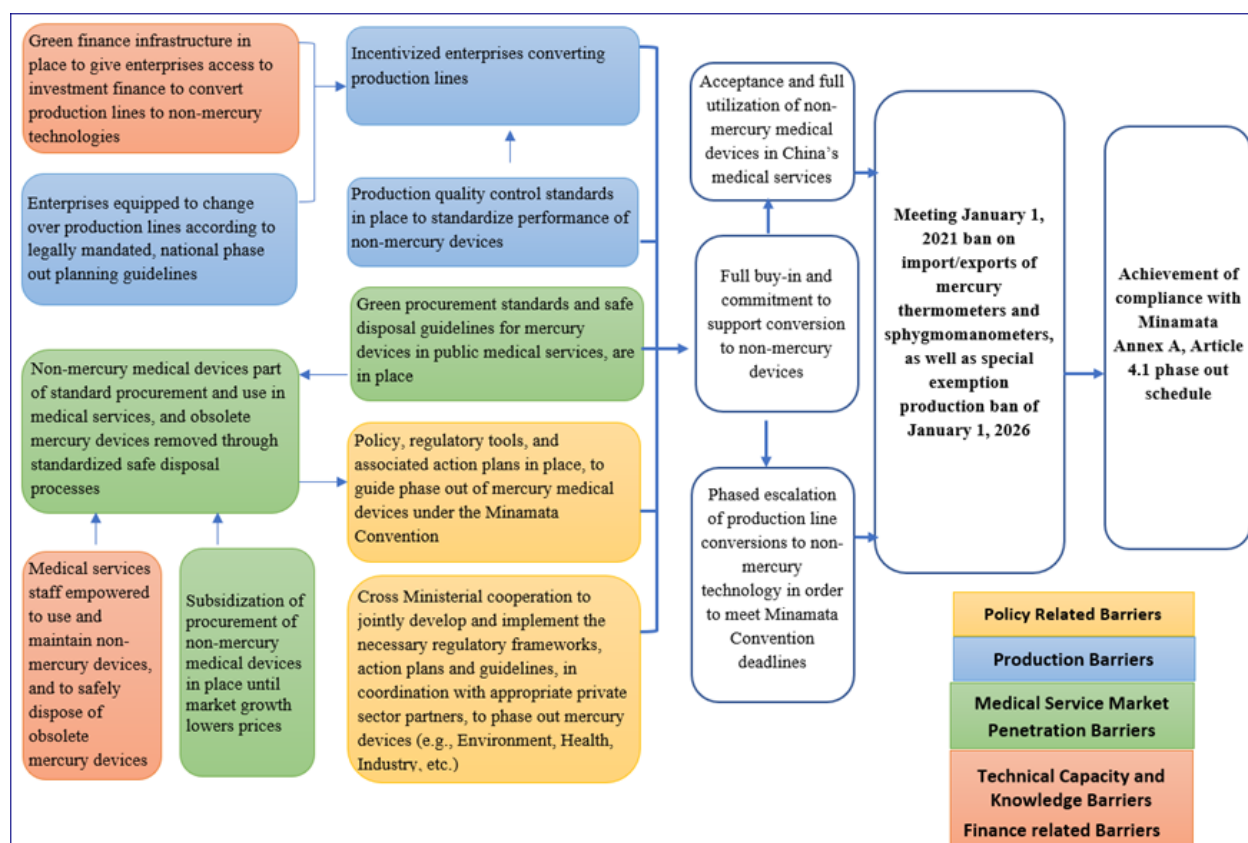 Green finance infrastructure in
place to give enterprises access to
investment finance to convert
production lines to non-mercury
technologies
Enterprises equipped to change
over production lines according to
legally mandated, national phase
out planning guidelines
Non-mercury medical devices part
of standard procurement and use in
medical services, and obsolete
mercury devices removed through
standardized safe disposal
processes
Medical services
staff empowered
to use and
maintain non-
mercury devices,
and to safely
dispose of
obsolete
mercury devices
Subsidization of
procurement of
non-mercury
medical devices
in place until
market growth
lowers prices
Incentivized enterprises converting
production lines
Production quality control standards
in place to standardize performance of
non-mercury devices
Green procurement standards and safe
disposal guidelines for mercury
devices in public medical services, are
in place
Policy, regulatory tools, and
associated action plans in place, to
guide phase out of mercury medical
devices under the Minamata
Convention
Cross Ministerial cooperation to
jointly develop and implement the
necessary regulatory frameworks,
action plans and guidelines, in
coordination with appropriate private
sector partners, to phase out mercury
devices (e.g., Environment, Health,
Industry, etc.)
Acceptance and full
utilization of non-
mercury medical
devices in China’s
medical services
Full buy-in and
commitment to
support conversion
to non-mercury
devices
Phased escalation
of production line
conversions to non-
mercury
technology in order
to meet Minamata
Convention
deadlines
Meeting January 1,
2021 ban on
import/exports of
mercury
thermometers and
sphygmomanometers,
as well as special
exemption
production ban of
January 1, 2026
Achievement of
compliance with
Minamata
Annex A, Article
4.1 phase out
schedule
Policy Related Barriers
Production Barriers
Medical Service Market
Penetration Barriers
Technical Capacity and
Knowledge Barriers
Finance related Barriers